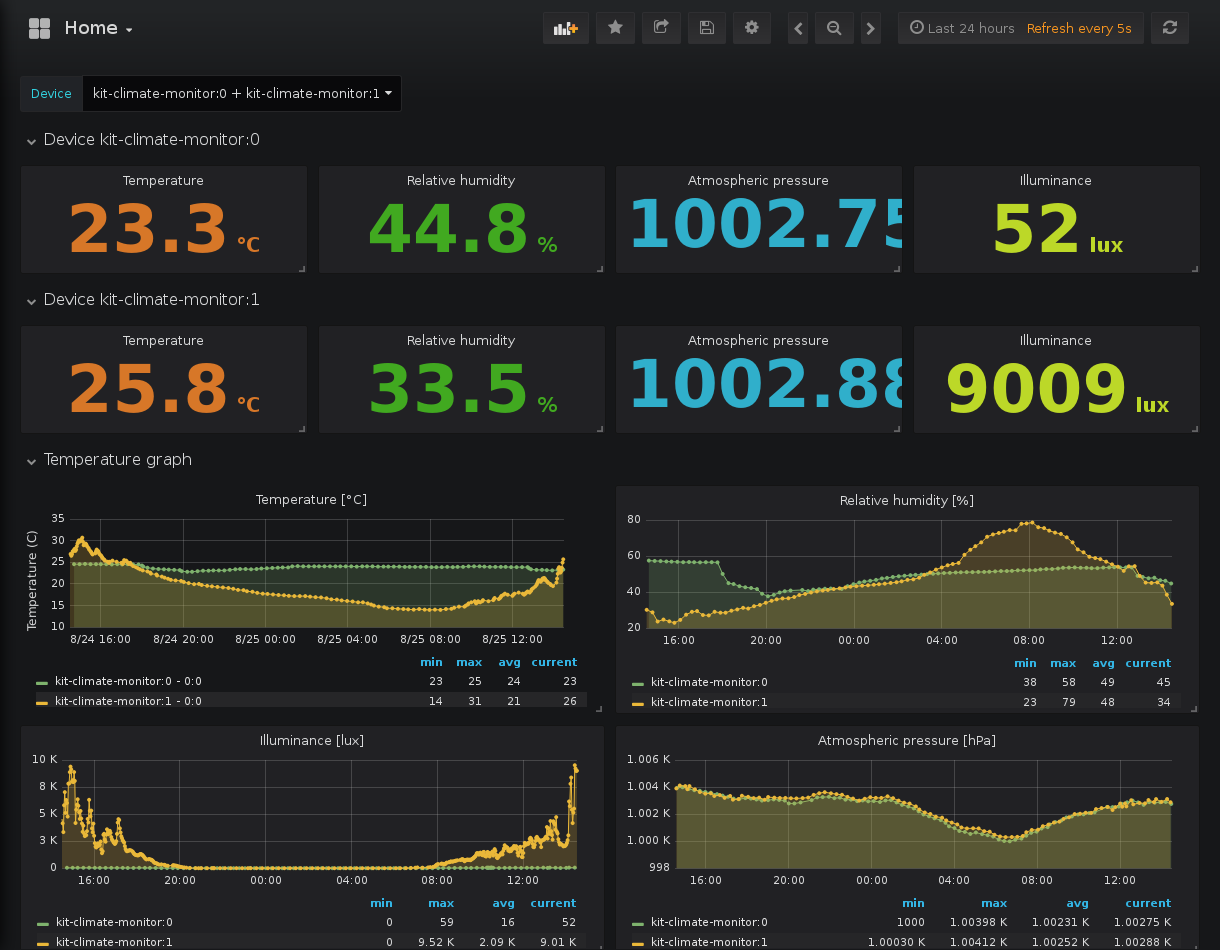 Home
Last 24 hours Refresh every 5s
Device kit-climate-monitor:0 + kit-climate-monitor:1
Device kit-climate-monitor:0
Temperature Relative humidity Atmospheric pressure Illuminance
23.3 °C 44.8 % 1002.75 52 lux
Device kit-climate-monitor:1
Temperature Relative humidity Atmospheric pressure Illuminance
25.8 °C 33.5 % 1002.88 9009 lux
Temperature graph
Temperature [°C]
Temperature (C)
35
30
25
20
15
10
8/24 16:00 8/24 20:00 8/25 00:00 8/25 04:00 8/25 08:00 8/25 12:00
min max avg current
kit-climate-monitor:0 - 0:0 23 25 24 23
kit-climate-monitor:1 - 0:0 14 31 21 26
Relative humidity [%]
80
60
40
20
16:00 20:00 00:00 04:00 08:00 12:00
min max avg current
kit-climate-monitor:0 38 58 49 45
kit-climate-monitor:1 23 79 48 34
Illuminance [lux]
10 K
8 K
5 K
3 K
0
16:00 20:00 00:00 04:00 08:00 12:00
min max avg current
kit-climate-monitor:0 0 59 16 52
kit-climate-monitor:1 0 9.52 K 2.09 K 9.01 K
Atmospheric pressure [hPa]
1.006 K
1.004 K
1.002 K
1.000 K
998
16:00 20:00 00:00 04:00 08:00 12:00
min max avg current
kit-climate-monitor:0 1000 1.00398 K 1.00231 K 1.00275 K
kit-climate-monitor:1 1.00030 K 1.00412 K 1.00252 K 1.00288 K